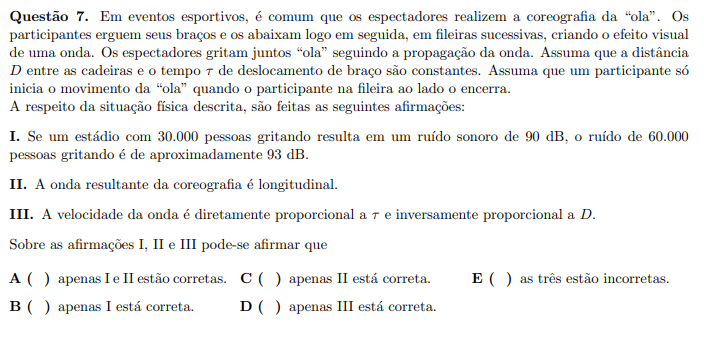 Questão 7. Em eventos esportivos, é comum que os espectadores realizem a coreografia da “ola”. Os
participantes erguem seus braços e os abaixam logo em seguida, em fileiras sucessivas, criando o efeito visual
de uma onda. Os espectadores gritam juntos “ola” seguindo a propagação da onda. Assuma que a distância
D entre as cadeiras e o tempo τ de deslocamento de braço são constantes. Assuma que um participante só
inicia o movimento da “ola” quando o participante na fileira ao lado o encerra.
A respeito da situação física descrita, são feitas as seguintes afirmações:
I. Se um estádio com 30.000 pessoas gritando resulta em um ruído sonoro de 90 dB, o ruído de 60.000
pessoas gritando é de aproximadamente 93 dB.
II. A onda resultante da coreografia é longitudinal.
III. A velocidade da onda é diretamente proporcional a τ e inversamente proporcional a D.
Sobre as afirmações I, II e III pode-se afirmar que
A ( ) apenas I e II estão corretas. C ( ) apenas II está correta. E ( ) as três estão incorretas.
B ( ) apenas I está correta. D ( ) apenas III está correta.